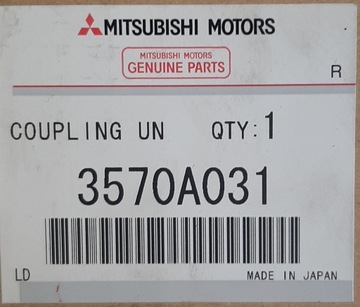 MITSUBISHI MOTORS
MITSUBISHI MOTORS
GENUINE PARTS
R
COUPLING UN QTY:1
3570A031
LD MADE IN JAPAN